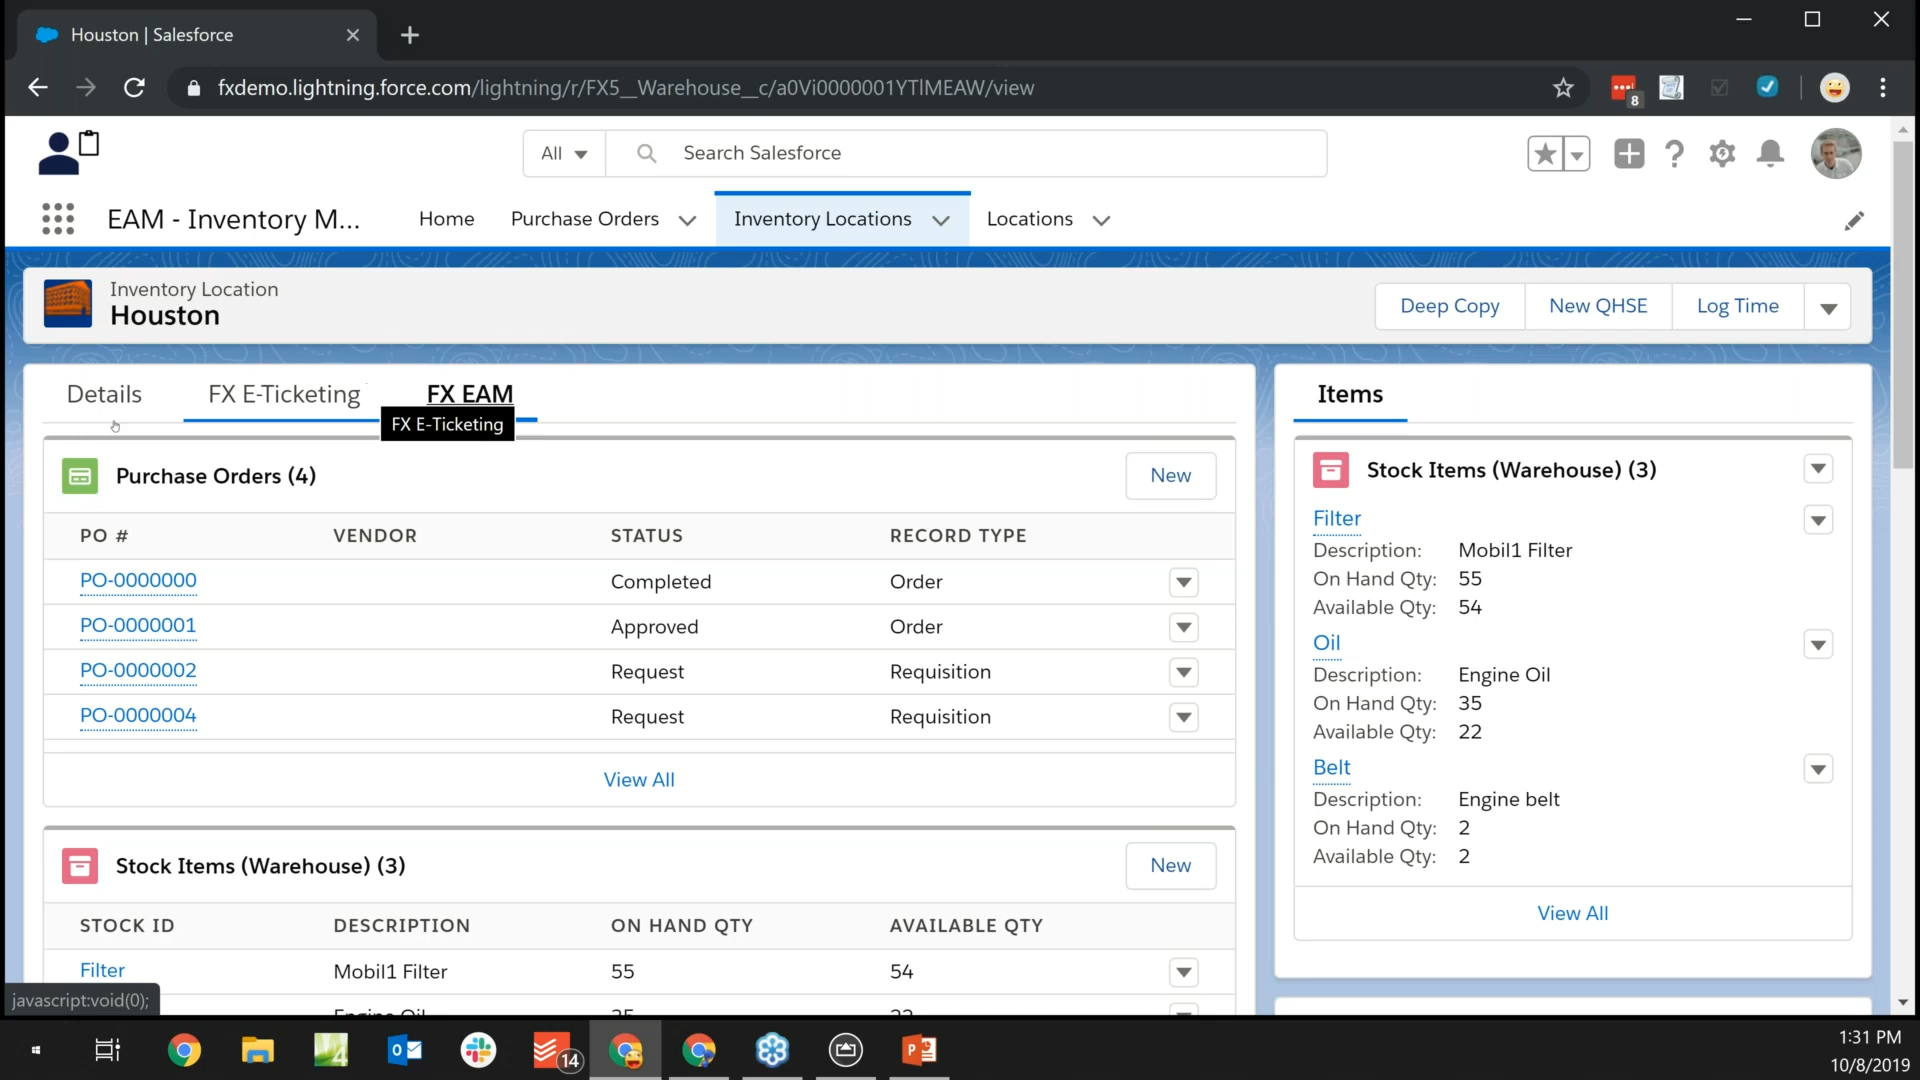 Houston | Salesforce
fxdemo.lightning.force.com/lightning/r/FX5__Warehouse__c/a0Vi0000001YTlMEAW/view
8
All
Search Salesforce
EAM - Inventory M...
Home
Purchase Orders
Inventory Locations
Locations
Inventory Location
Houston
Deep Copy
New QHSE
Log Time
Details
FX E-Ticketing
FX EAM
FX E-Ticketing
Purchase Orders (4)
New
PO # VENDOR STATUS RECORD TYPE
PO-0000000 Completed Order
PO-0000001 Approved Order
PO-0000002 Request Requisition
PO-0000004 Request Requisition
View All
Stock Items (Warehouse) (3)
New
STOCK ID DESCRIPTION ON HAND QTY AVAILABLE QTY
Filter Mobil1 Filter 55 54
Engine Oil 35 22
Items
Stock Items (Warehouse) (3)
Filter
Description: Mobil1 Filter
On Hand Qty: 55
Available Qty: 54
Oil
Description: Engine Oil
On Hand Qty: 35
Available Qty: 22
Belt
Description: Engine belt
On Hand Qty: 2
Available Qty: 2
View All
javascript:void(0);
14
1:31 PM
10/8/2019